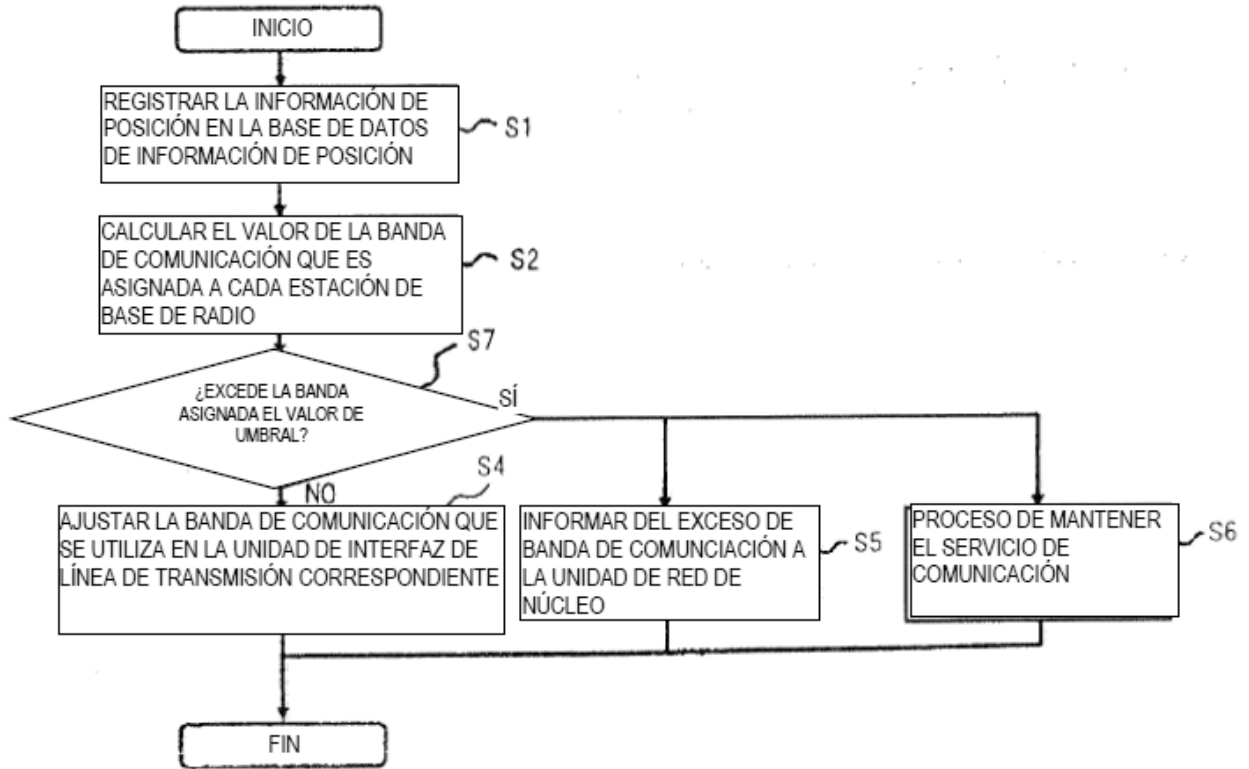 INICIO
REGISTRAR LA INFORMACIÓN DE
POSICIÓN EN LA BASE DE DATOS
DE INFORMACIÓN DE POSICIÓN
S1
CALCULAR EL VALOR DE LA BANDA
DE COMUNICACIÓN QUE ES
ASIGNADA A CADA ESTACIÓN DE
BASE DE RADIO
S2
S7
¿EXCEDE LA BANDA
ASIGNADA EL VALOR DE
UMBRAL?
SÍ
NO
S4
AJUSTAR LA BANDA DE COMUNICACIÓN QUE
SE UTILIZA EN LA UNIDAD DE INTERFAZ DE
LÍNEA DE TRANSMISIÓN CORRESPONDIENTE
INFORMAR DEL EXCESO DE
BANDA DE COMUNCIACIÓN A
LA UNIDAD DE RED DE
NÚCLEO
S5
PROCESO DE MANTENER
EL SERVICIO DE
COMUNICACIÓN
S6
FIN